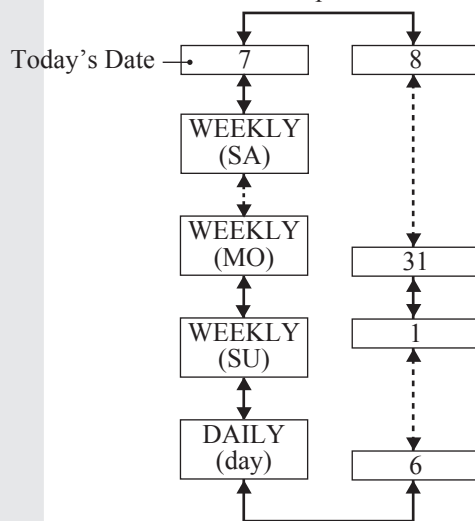 Today's Date
7
8
WEEKLY
(SA)
WEEKLY
(MO)
31
WEEKLY
(SU)
1
DAILY
(day)
6